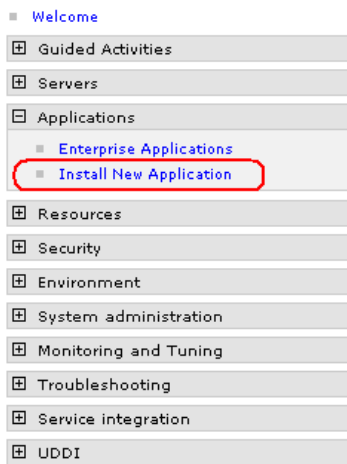 Welcome
Guided Activities
Servers
Applications
Enterprise Applications
Install New Application
Resources
Security
Environment
System administration
Monitoring and Tuning
Troubleshooting
Service integration
UDDI